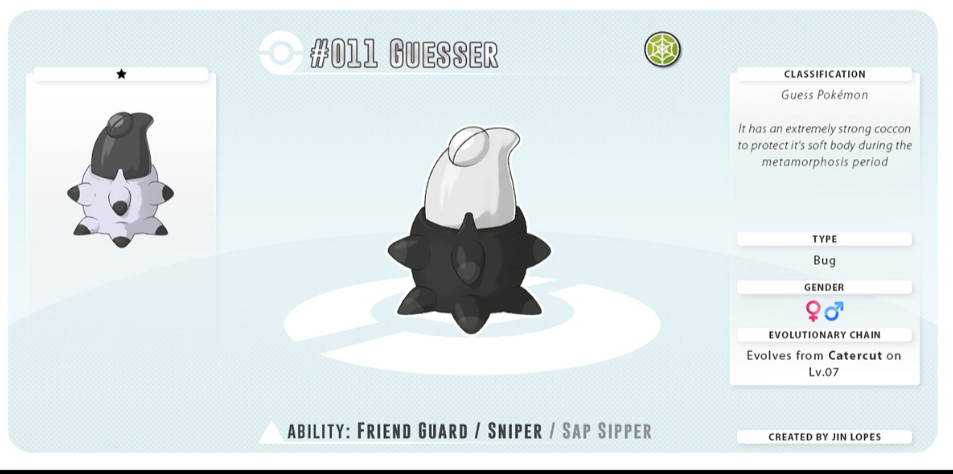 #011 Guesser
★
CLASSIFICATION
Guess Pokémon
It has an extremely strong coccon
to protect it's soft body during the
metamorphosis period
TYPE
Bug
GENDER
♀♂
EVOLUTIONARY CHAIN
Evolves from Catercut on
Lv.07
ABILITY: Friend Guard / Sniper / Sap Sipper
CREATED BY JIN LOPES